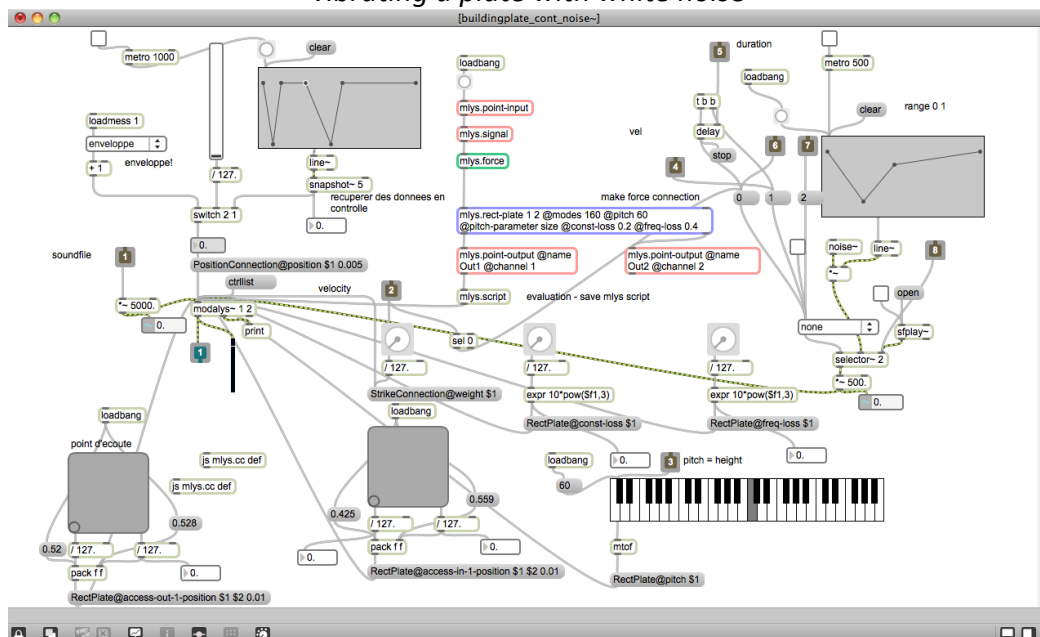 Vibrating a plate with white noise
[buildingplate_cont_noise~]
metro 1000
clear
loadbang
5
duration
metro 500
loadbang
clear
range 0 1
mlys.point-input
t b b
loadmess 1
mlys.signal
vel
delay
enveloppe
enveloppe!
stop
6
7
+ 1
/ 127.
line~
mlys.force
4
snapshot~ 5
recuperer des donnees en
controlle
make force connection
0
1
2
switch 2 1
0.
mlys.rect-plate 1 2 @modes 160 @pitch 60
@pitch-parameter size @const-loss 0.2 @freq-loss 0.4
0.
noise~
line~
8
soundfile
1
PositionConnection@position $1 0.005
mlys.point-output @name
Out1 @channel 1
mlys.point-output @name
Out2 @channel 2
*~
ctrllist
velocity
2
mlys.script
evaluation - save mlys script
open
*~ 5000.
modalys~ 1 2
0.
print
sel 0
none
sfplay~
1
selector~ 2
/ 127.
/ 127.
/ 127.
*~ 500.
StrikeConnection@weight $1
expr 10*pow($f1,3)
expr 10*pow($f1,3)
0.
loadbang
loadbang
RectPlate@const-loss $1
RectPlate@freq-loss $1
point d'ecoute
js mlys.cc def
loadbang
0.
3
pitch = height
0.
js mlys.cc def
60
0.559
0.425
0.528
/ 127.
/ 127.
0.52
/ 127.
/ 127.
0.
pack f f
0.
mtof
pack f f
0.
RectPlate@access-in-1-position $1 $2 0.01
RectPlate@pitch $1
RectPlate@access-out-1-position $1 $2 0.01